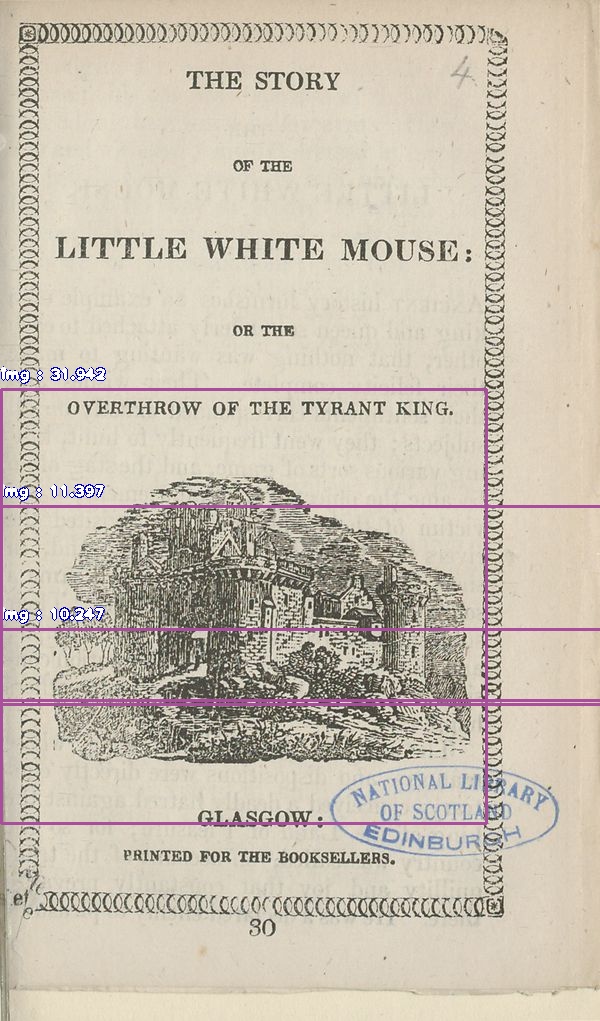 4
THE STORY
OF THE
LITTLE WHITE MOUSE:
OR THE
img : 31.942
OVERTHROW OF THE TYRANT KING.
img : 11.397
img : 10.247
NATIONAL LIBRARY
OF SCOTLAND
EDINBURGH
GLASGOW:
PRINTED FOR THE BOOKSELLERS.
30